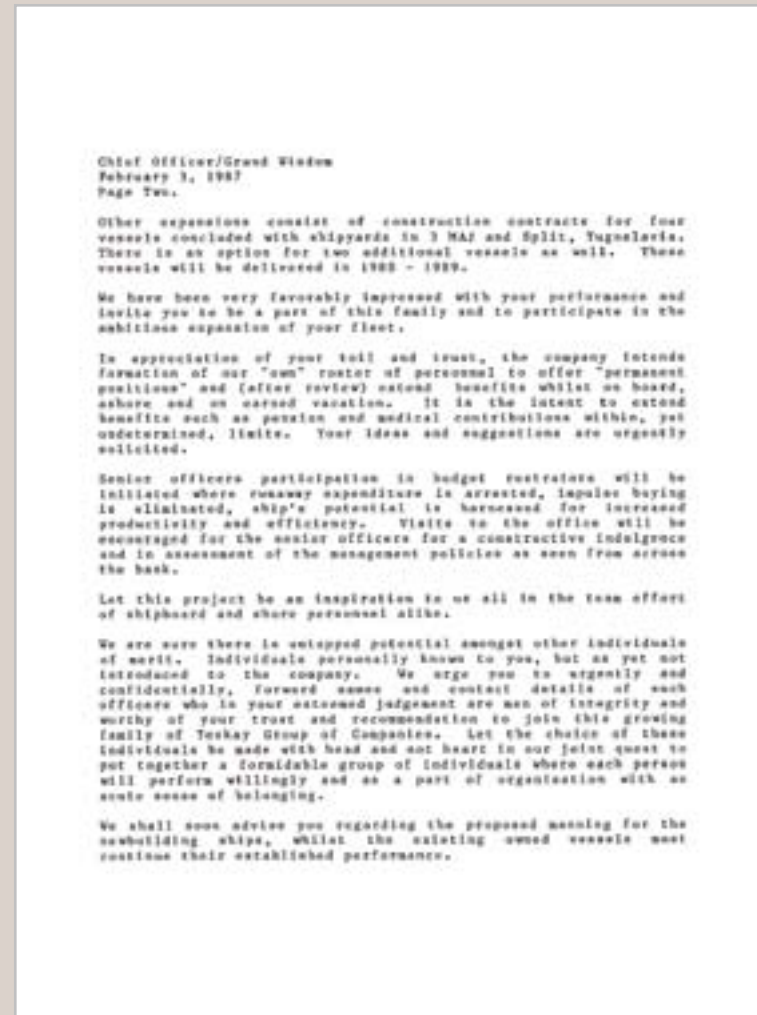 Chief Officer/Grand Wisdom
February 3, 1987
Page Two.
Other expansions consist of construction contracts for four
vessels concluded with shipyards in 3 MAJ and Split, Yugoslavia.
There is an option for two additional vessels as well. These
vessels will be delivered in 1988 - 1989.
We have been very favorably impressed with your performance and
invite you to be a part of this family and to participate in the
ambitious expansion of your fleet.
In appreciation of your toil and trust, the company intends
formation of our "own" roster of personnel to offer "permanent
positions" and (after review) extend benefits whilst on board,
ashore and on earned vacation. It is the intent to extend
benefits such as pension and medical contributions within, yet
undetermined, limits. Your ideas and suggestions are urgently
solicited.
Senior officers participation in budget restraints will be
initiated where runaway expenditure is arrested, impulse buying
is eliminated, ship's potential is harnessed for increased
productivity and efficiency. Visits to the office will be
encouraged for the senior officers for a constructive indulgence
and in assessment of the management policies as seen from across
the bank.
Let this project be an inspiration to us all in the team effort
of shipboard and shore personnel alike.
We are sure there is untapped potential amongst other individuals
of merit. Individuals personally known to you, but as yet not
introduced to the company. We urge you to urgently and
confidentially, forward names and contact details of such
officers who in your esteemed judgement are men of integrity and
worthy of your trust and recommendation to join this growing
family of Teekay Group of Companies. Let the choice of these
individuals be made with head and not heart in our joint quest to
put together a formidable group of individuals where each person
will perform willingly and as a part of organisation with an
acute sense of belonging.
We shall soon advise you regarding the proposed manning for the
newbuilding ships, whilst the existing owned vessels must
continue their established performance.